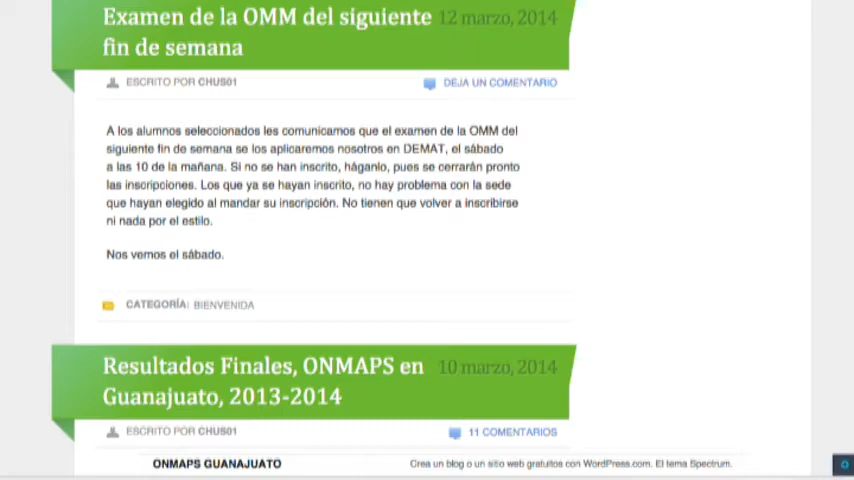 Examen de la OMM del siguiente 12 marzo, 2014
fin de semana
ESCRITO POR CHUS01 DEJA UN COMENTARIO
A los alumnos seleccionados les comunicamos que el examen de la OMM del
siguiente fin de semana se los aplicaremos nosotros en DEMAT, el sábado
a las 10 de la mañana. Si no se han inscrito, háganlo, pues se cerrarán pronto
las inscripciones. Los que ya se hayan inscrito, no hay problema con la sede
que hayan elegido al mandar su inscripción. No tienen que volver a inscribirse
ni nada por el estilo.
Nos vemos el sábado.
CATEGORÍA: BIENVENIDA
Resultados Finales, ONMAPS en 10 marzo, 2014
Guanajuato, 2013-2014
ESCRITO POR CHUS01 11 COMENTARIOS
ONMAPS GUANAJUATO Crea un blog o un sitio web gratuitos con WordPress.com. El tema Spectrum.